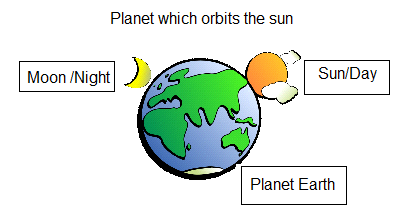 Planet which orbits the sun
Moon /Night
Sun/Day
Planet Earth